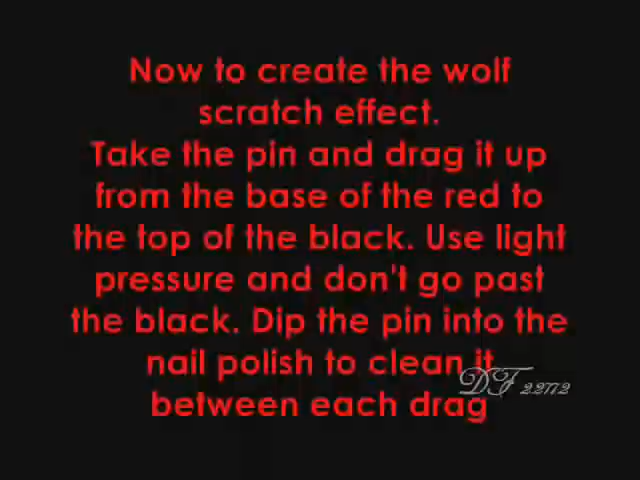 Now to create the wolf
scratch effect.
Take the pin and drag it up
from the base of the red to
the top of the black. Use light
pressure and don't go past
the black. Dip the pin into the
nail polish to clean it
between each drag
DF 22772